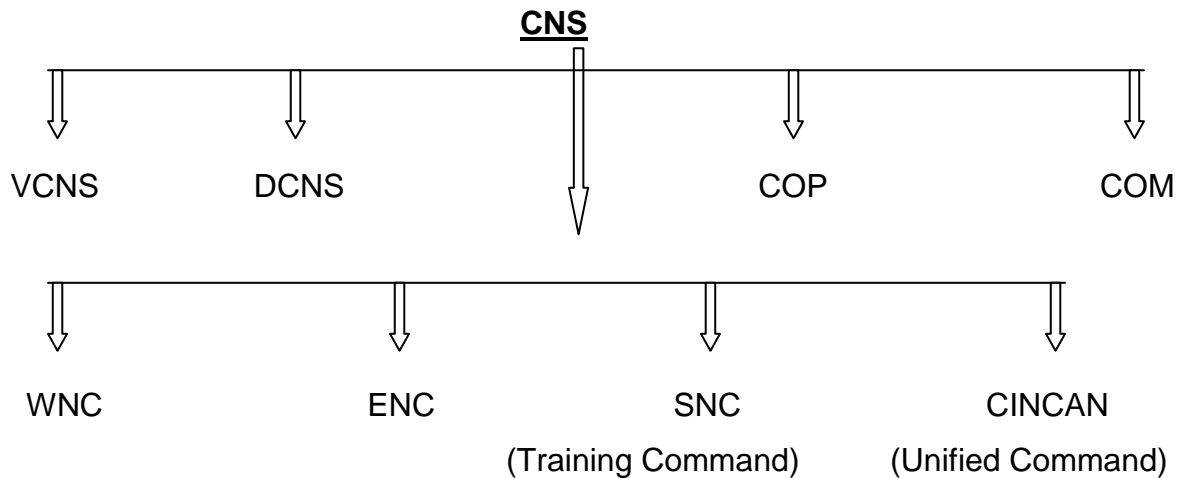 CNS
VCNS DCNS COP COM
WNC ENC SNC CINCAN
(Training Command) (Unified Command)